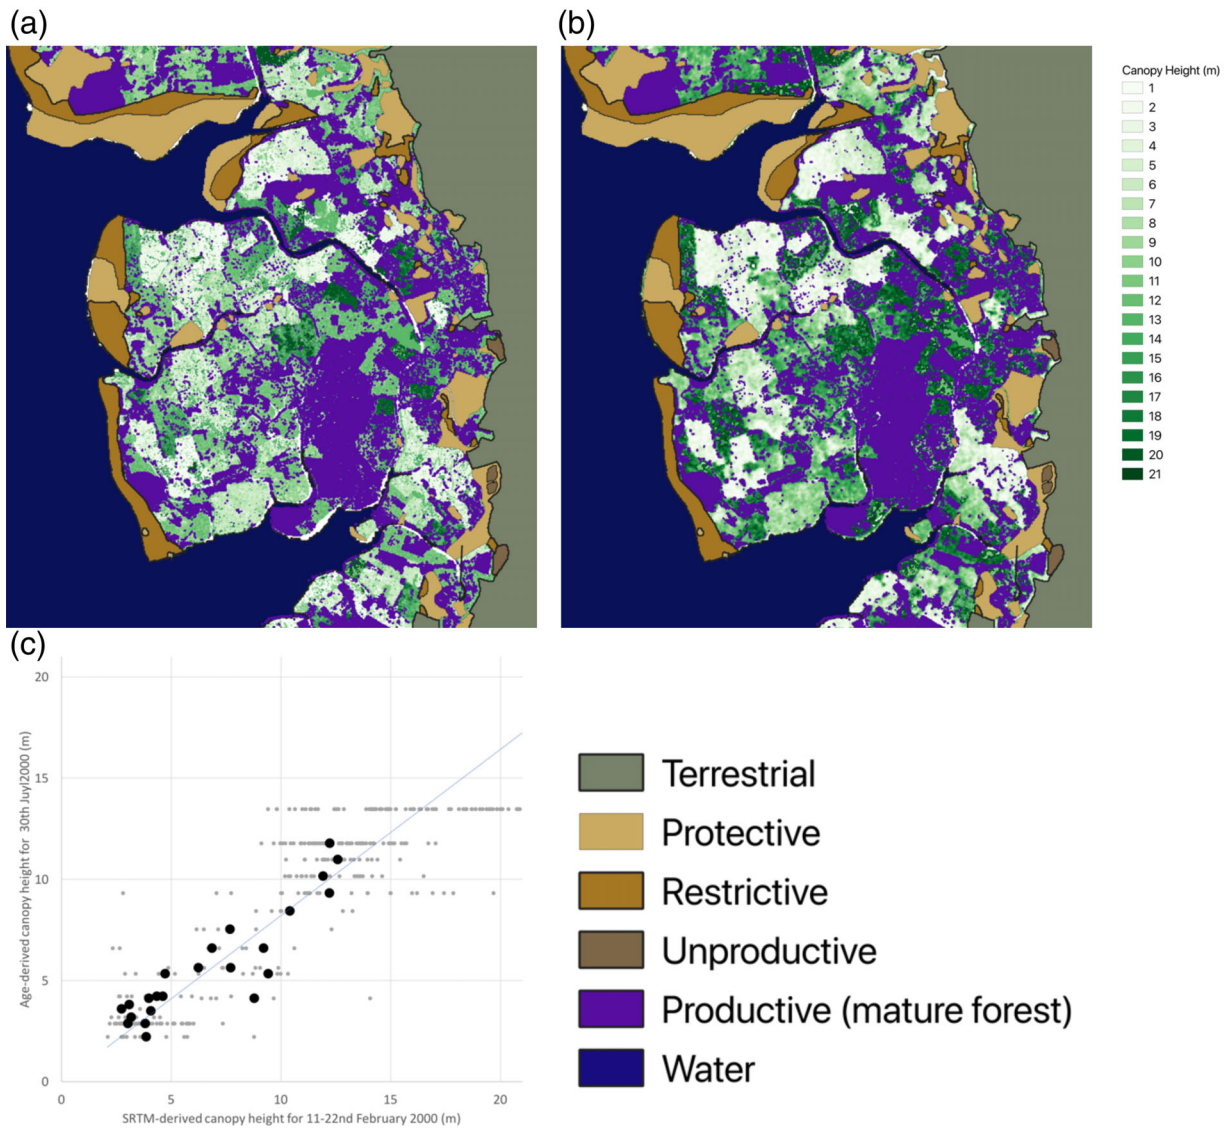 (a)
(b)
Canopy Height (m)
1
2
3
4
5
6
7
8
9
10
11
12
13
14
15
16
17
18
19
20
21
(c)
20
15
10
5
0
Age-derived canopy height for 30th Juyl2000 (m)
0 5 10 15 20
SRTM-derived canopy height for 11-22nd February 2000 (m)
Terrestrial
Protective
Restrictive
Unproductive
Productive (mature forest)
Water